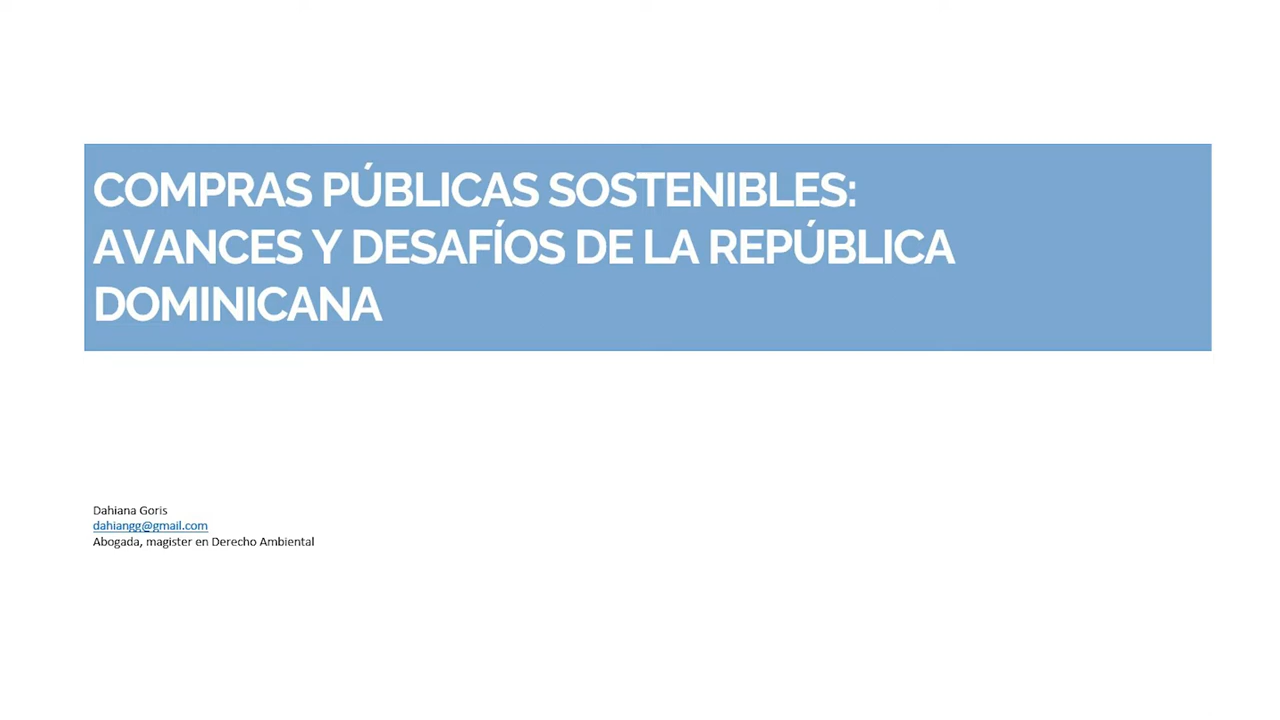 COMPRAS PÚBLICAS SOSTENIBLES:
AVANCES Y DESAFÍOS DE LA REPÚBLICA
DOMINICANA
Dahiana Goris
dahiangg@gmail.com
Abogada, magister en Derecho Ambiental